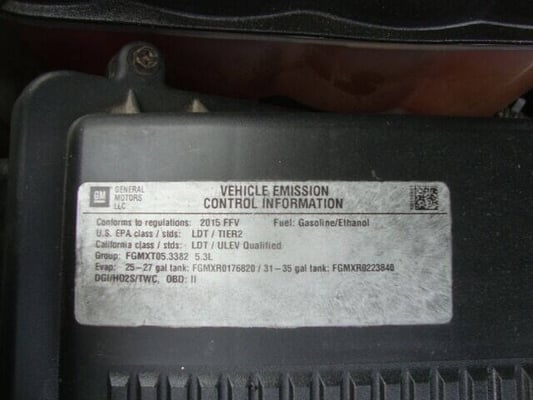 GM GENERAL MOTORS LLC
VEHICLE EMISSION
CONTROL INFORMATION
Conforms to regulations: 2015 FFV Fuel: Gasoline/Ethanol
U.S. EPA class / stds: LDT / TIER2
California class / stds: LDT / ULEV Qualified
Group: FGMXT05.3382 5.3L
Evap: 25-27 gal tank: FGMXR0176820 / 31-35 gal tank: FGMXR0223840
DGI/HO2S/TWC, OBD: II